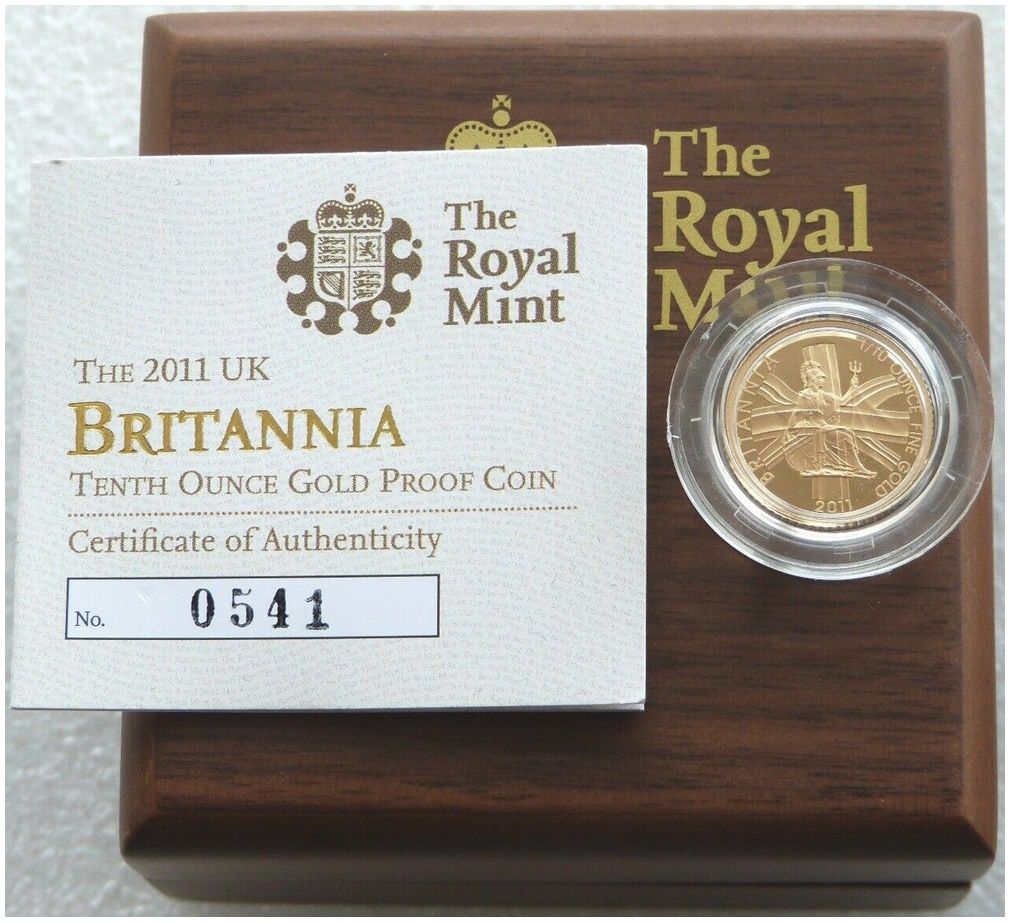 The
Royal
Mint
The
Royal
Mint
THE 2011 UK
BRITANNIA
TENTH OUNCE GOLD PROOF COIN
Certificate of Authenticity
No. 0541
BRITANNIA
1/10 OUNCE FINE GOLD
2011